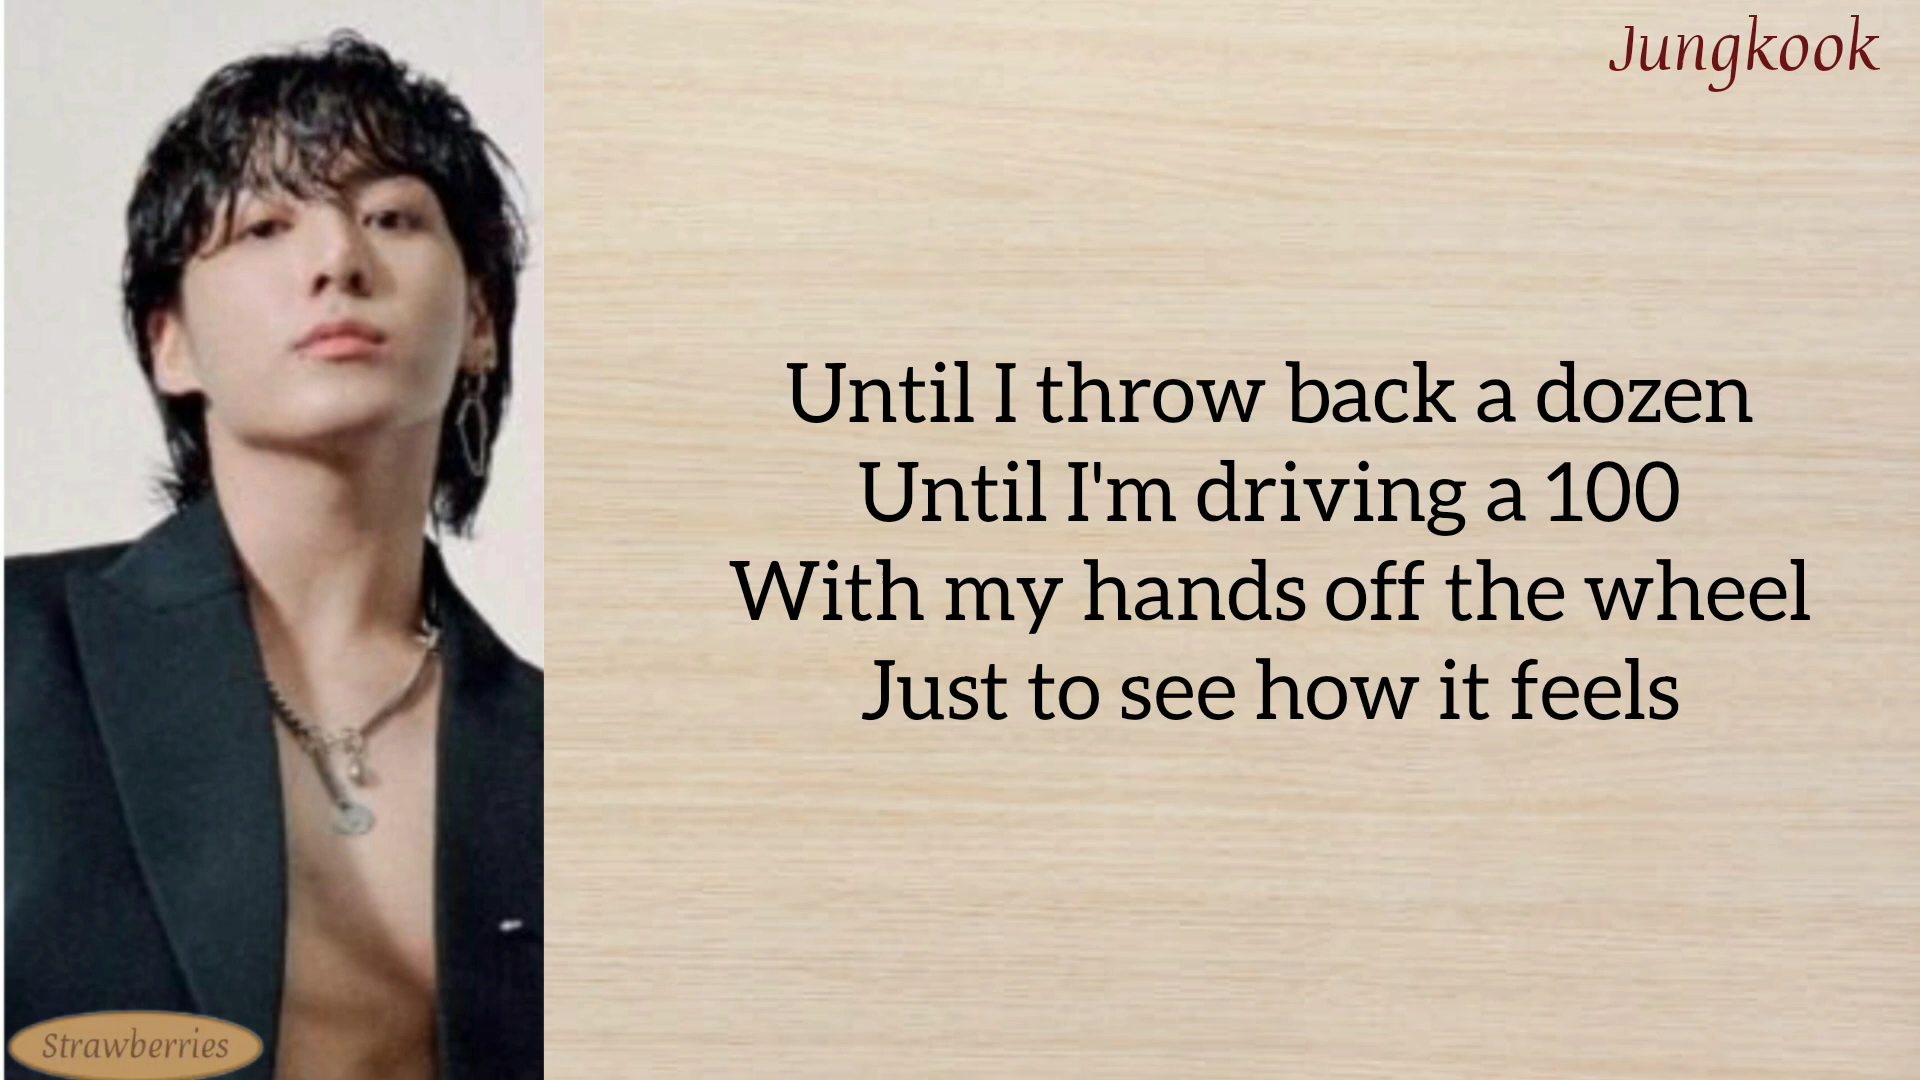 Jungkook
Until I throw back a dozen
Until I'm driving a 100
With my hands off the wheel
Just to see how it feels
Strawberries